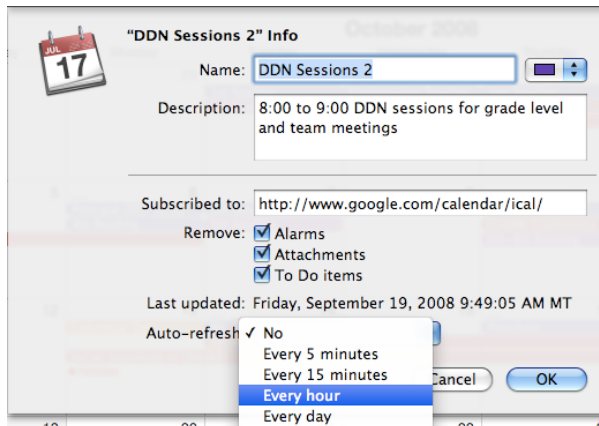 October 2008
"DDN Sessions 2" Info
JUL
17
Name: DDN Sessions 2
Description: 8:00 to 9:00 DDN sessions for grade level
and team meetings
Subscribed to: http://www.google.com/calendar/ical/
Remove: Alarms
Attachments
To Do items
Last updated: Friday, September 19, 2008 9:49:05 AM MT
Auto-refresh ✓ No
Every 5 minutes
Every 15 minutes
Cancel OK
Every hour
Every day